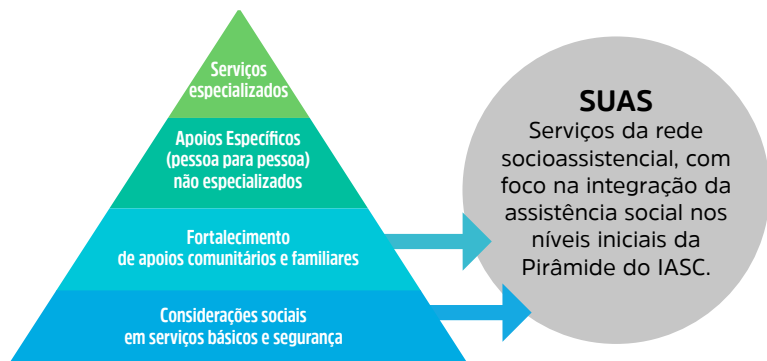 Serviços
especializados
Apoios Específicos
(pessoa para pessoa)
não especializados
Fortalecimento
de apoios comunitários e familiares
Considerações sociais
em serviços básicos e segurança
SUAS
Serviços da rede
socioassistencial, com
foco na integração da
assistência social nos
níveis iniciais da
Pirâmide do IASC.